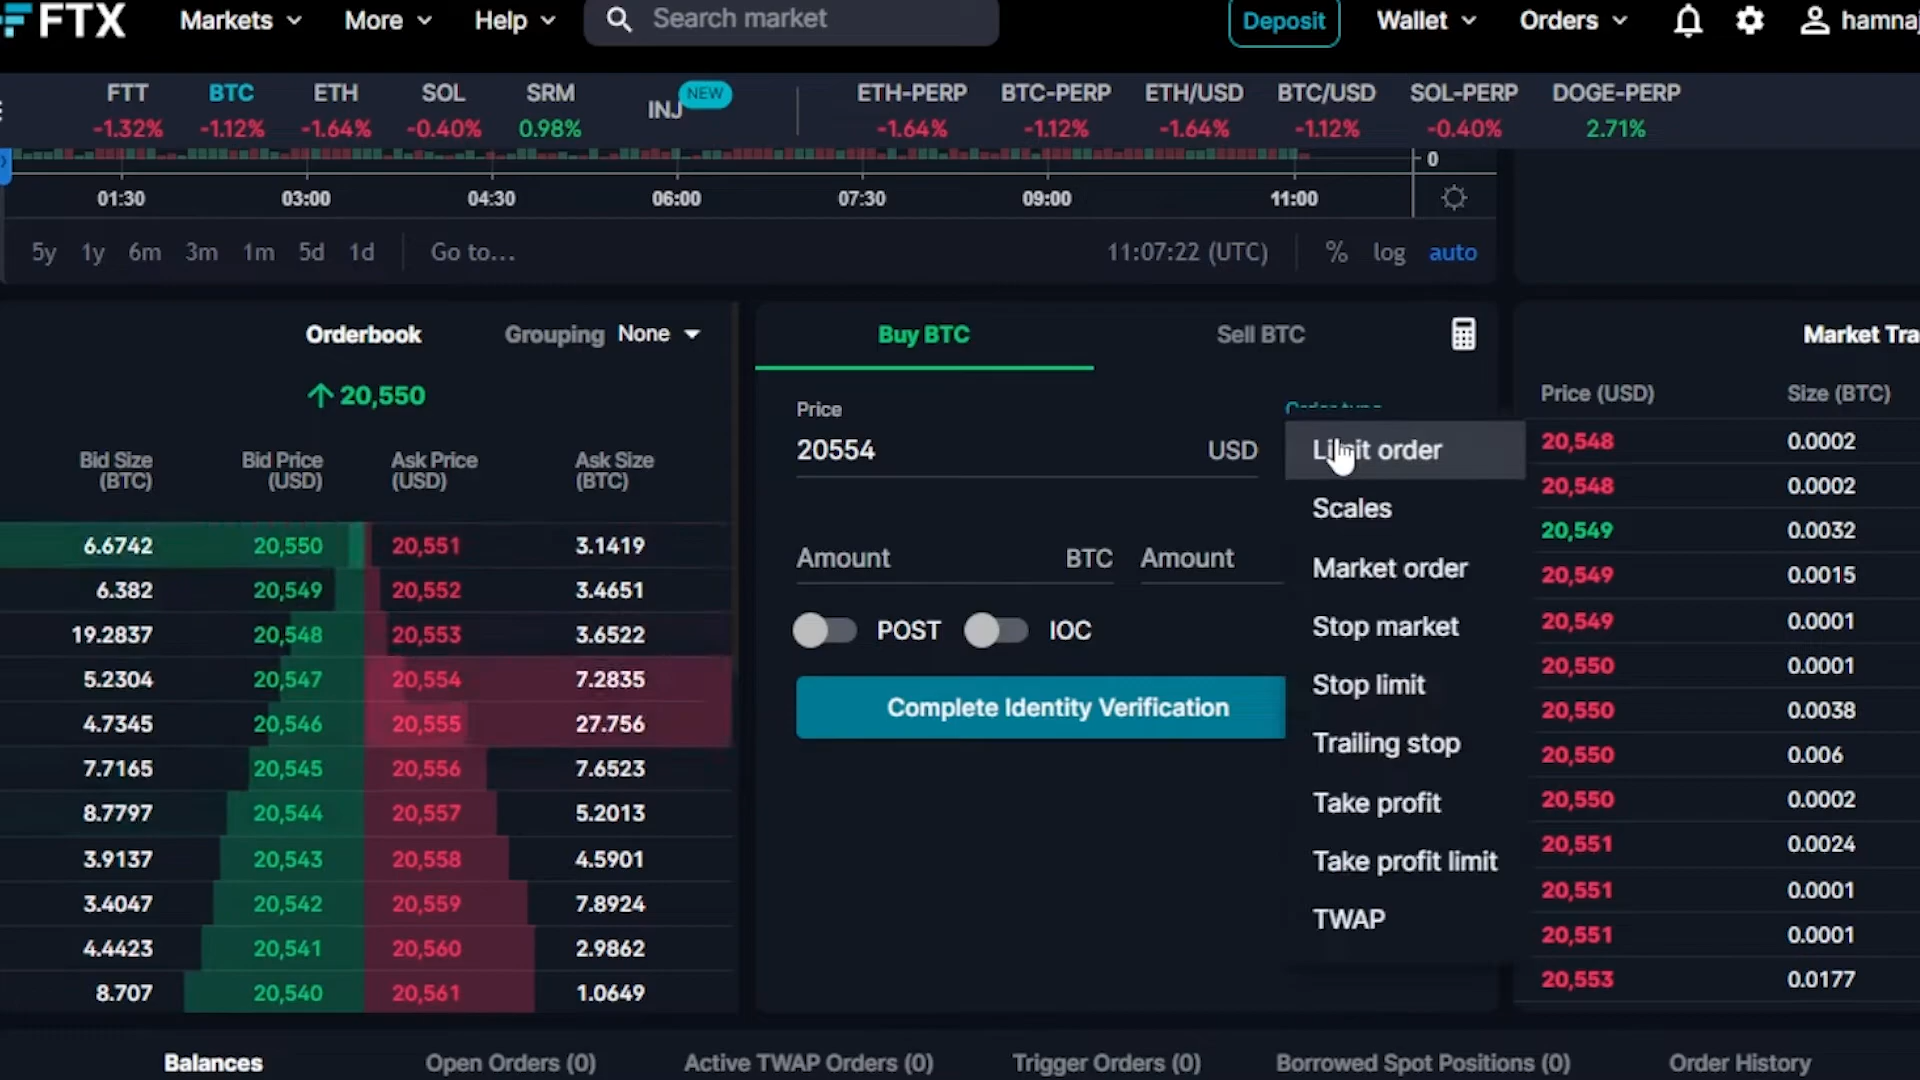 FTX Markets More Help Search market Deposit Wallet Orders
FTT BTC ETH SOL SRM INJ NEW ETH-PERP BTC-PERP ETH/USD BTC/USD SOL-PERP DOGE-PERP
-1.32% -1.12% -1.64% -0.40% 0.98% -1.64% -1.12% -1.64% -1.12% -0.40% 2.71%
0
01:30 03:00 04:30 06:00 07:30 09:00 11:00
5y 1y 6m 3m 1m 5d 1d Go to... 11:07:22 (UTC) % log auto
Orderbook Grouping None
20,550
Bid Size (BTC) Bid Price (USD) Ask Price (USD) Ask Size (BTC)
6.6742 20,550 20,551 3.1419
6.382 20,549 20,552 3.4651
19.2837 20,548 20,553 3.6522
5.2304 20,547 20,554 7.2835
4.7345 20,546 20,555 27.756
7.7165 20,545 20,556 7.6523
8.7797 20,544 20,557 5.2013
3.9137 20,543 20,558 4.5901
3.4047 20,542 20,559 7.8924
4.4423 20,541 20,560 2.9862
8.707 20,540 20,561 1.0649
Buy BTC Sell BTC
Price
20554 USD
Amount BTC Amount
POST IOC
Complete Identity Verification
Limit order
Scales
Market order
Stop market
Stop limit
Trailing stop
Take profit
Take profit limit
TWAP
Market
Price (USD) Size (BTC)
20,548 0.0002
20,548 0.0002
20,549 0.0032
20,549 0.0015
20,549 0.0001
20,550 0.0001
20,550 0.0038
20,550 0.006
20,550 0.0002
20,551 0.0024
20,551 0.0001
20,551 0.0001
20,553 0.0177
Balances Open Orders (0) Active TWAP Orders (0) Trigger Orders (0) Borrowed Spot Positions (0) Order History